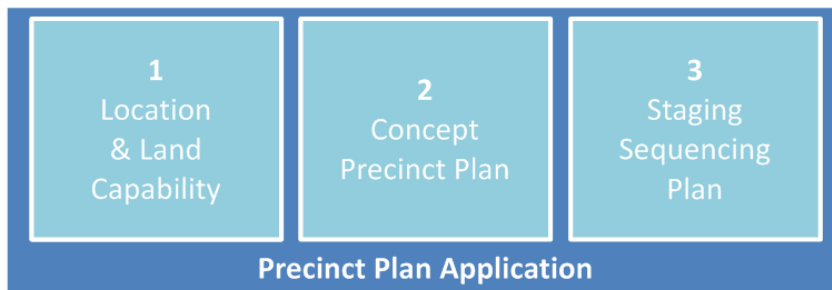 1
Location
& Land
Capability
2
Concept
Precinct Plan
3
Staging
Sequencing
Plan
Precinct Plan Application